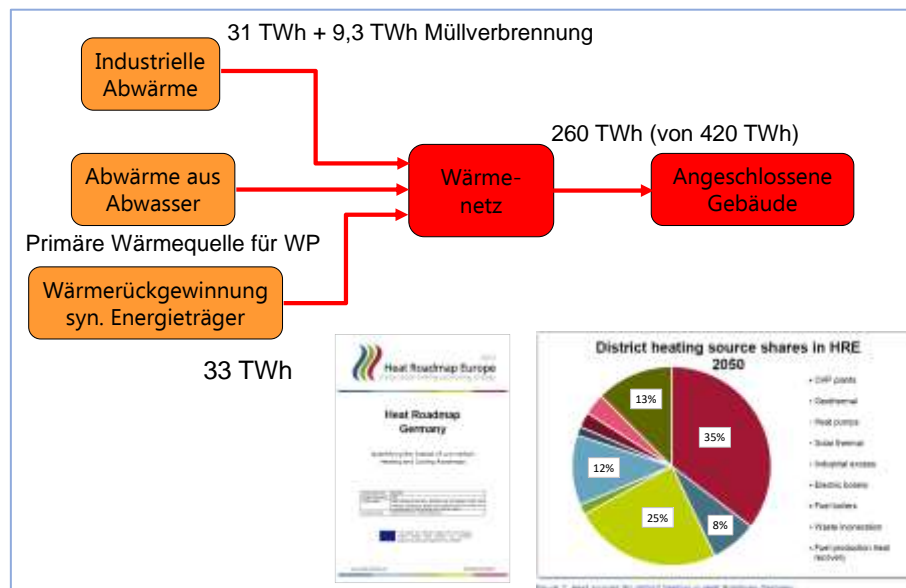 31 TWh + 9,3 TWh Müllverbrennung
Industrielle
Abwärme
260 TWh (von 420 TWh)
Abwärme aus
Abwasser
Wärme-
netz
Angeschlossene
Gebäude
Primäre Wärmequelle für WP
Wärmerückgewinnung
syn. Energieträger
33 TWh
Heat Roadmap Europe
Heat Roadmap
Germany
District heating source shares in HRE
2050
13%
35%
12%
25%
8%
• CHP plants
• Geothermal
• Heat pumps
• Solar thermal
• Industrial excess
• Electric boilers
• Fuel boilers
• Waste incineration
• Fuel production heat
recovery